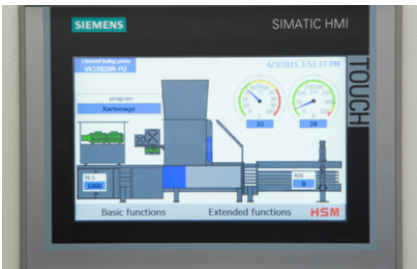 SIEMENS
SIMATIC HMI
TOUCH
Channel baling press
VK15020R-FU
6/3/2015 3:53:17 PM
program
Kartonage
33
28
BLS
1000
0
Basic functions
Extended functions
HSM